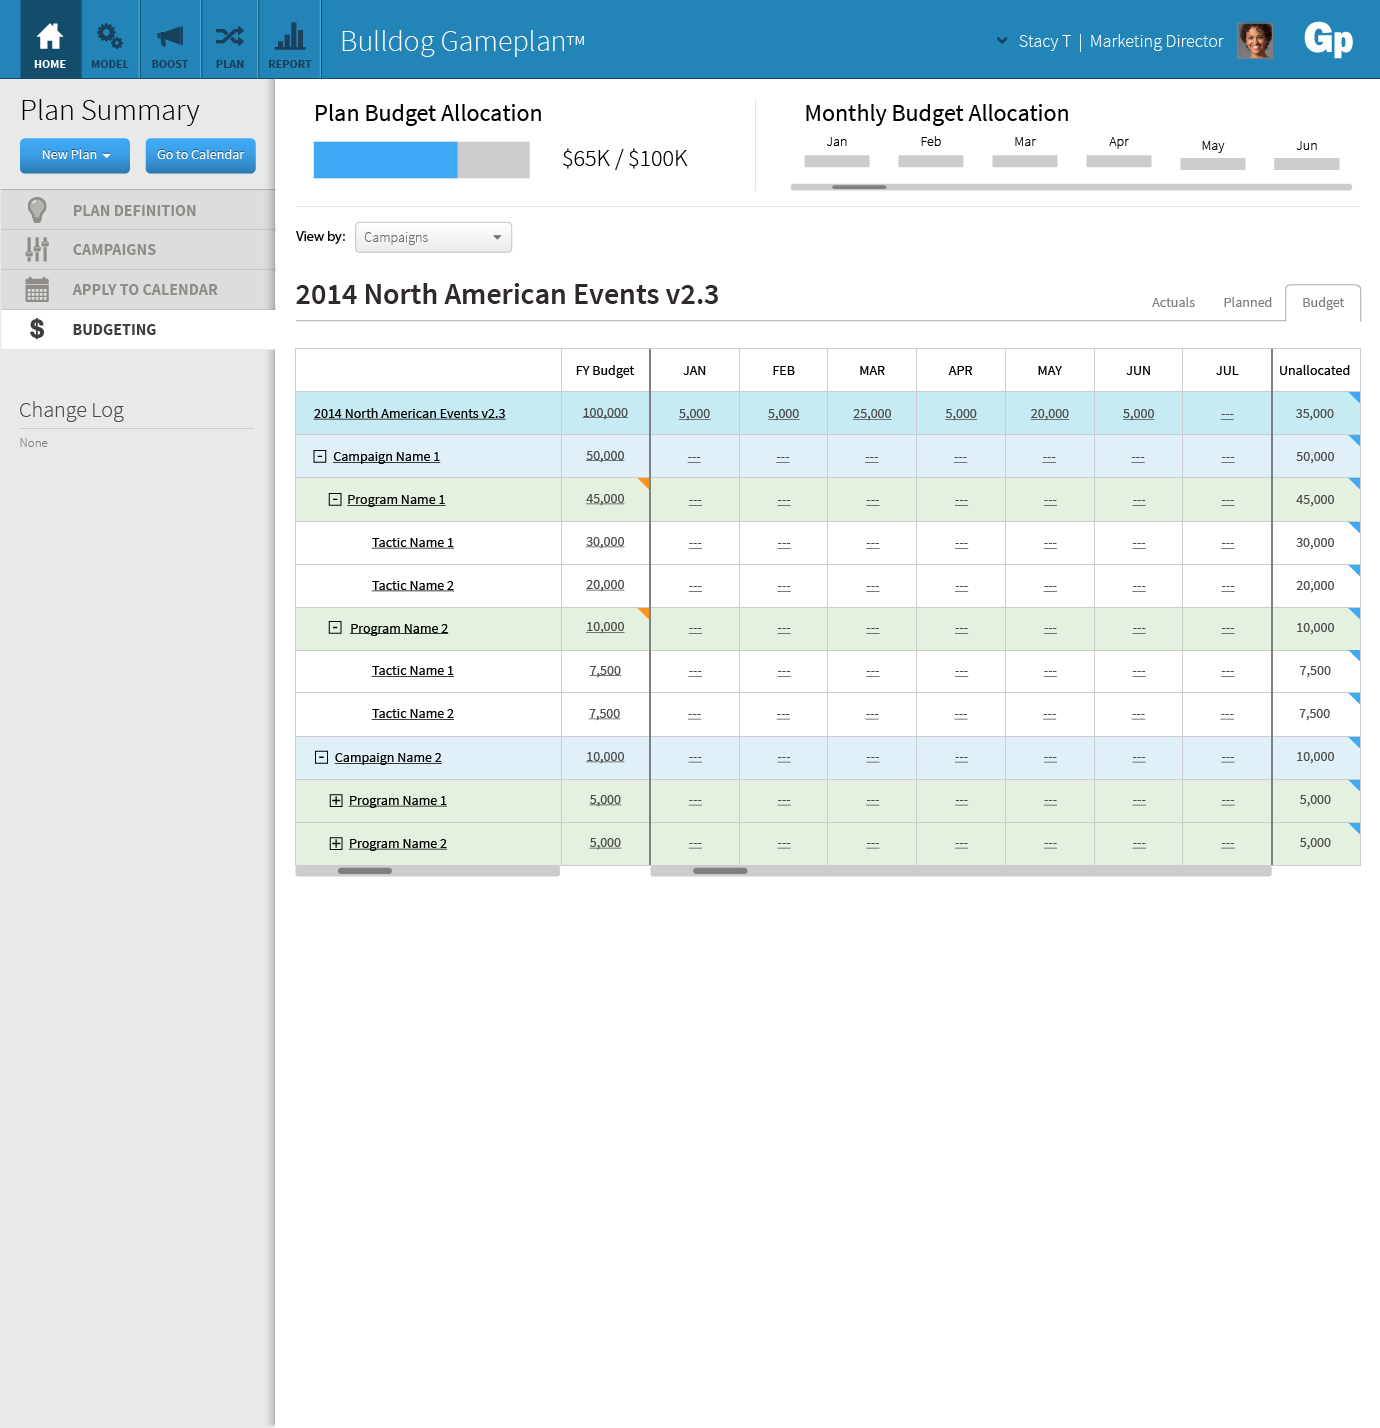 HOME MODEL BOOST PLAN REPORT
Bulldog Gameplan™
Stacy T | Marketing Director
Gp
Plan Summary
New Plan
Go to Calendar
PLAN DEFINITION
CAMPAIGNS
APPLY TO CALENDAR
$ BUDGETING
Change Log
None
Plan Budget Allocation
$65K / $100K
Monthly Budget Allocation
Jan Feb Mar Apr May Jun
View by: Campaigns
2014 North American Events v2.3
Actuals Planned Budget
FY Budget JAN FEB MAR APR MAY JUN JUL Unallocated
2014 North American Events v2.3 100,000 5,000 5,000 25,000 5,000 20,000 5,000 --- 35,000
Campaign Name 1 50,000 --- --- --- --- --- --- --- 50,000
Program Name 1 45,000 --- --- --- --- --- --- --- 45,000
Tactic Name 1 30,000 --- --- --- --- --- --- --- 30,000
Tactic Name 2 20,000 --- --- --- --- --- --- --- 20,000
Program Name 2 10,000 --- --- --- --- --- --- --- 10,000
Tactic Name 1 7,500 --- --- --- --- --- --- --- 7,500
Tactic Name 2 7,500 --- --- --- --- --- --- --- 7,500
Campaign Name 2 10,000 --- --- --- --- --- --- --- 10,000
Program Name 1 5,000 --- --- --- --- --- --- --- 5,000
Program Name 2 5,000 --- --- --- --- --- --- --- 5,000